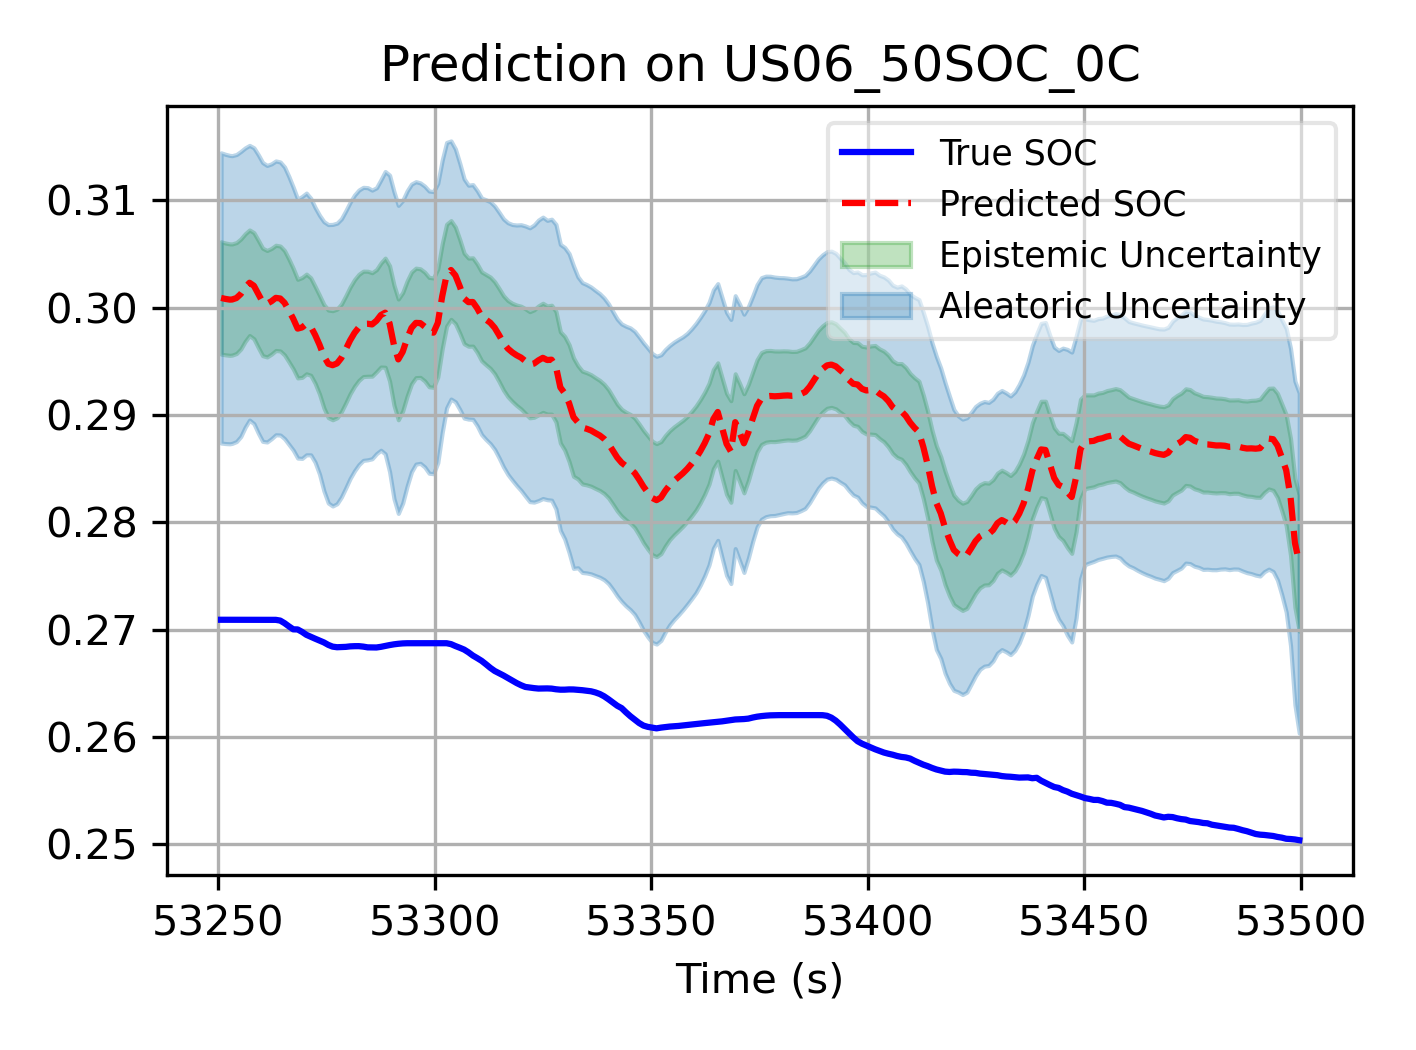 Prediction on US06_50SOC_0C
True SOC
Predicted SOC
Epistemic Uncertainty
Aleatoric Uncertainty
0.31
0.30
0.29
0.28
0.27
0.26
0.25
53250 53300 53350 53400 53450 53500
Time (s)